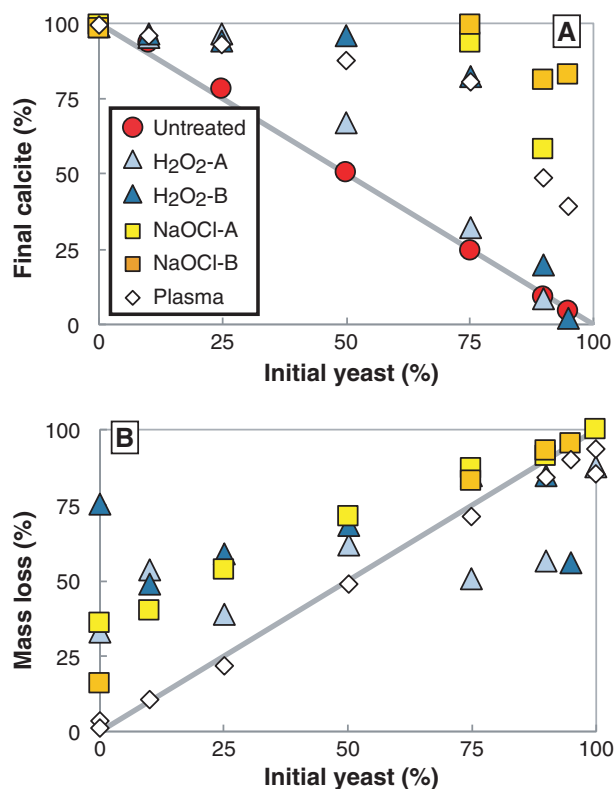 100
75
50
25
0
Final calcite (%)
A
Untreated
H₂O₂-A
H₂O₂-B
NaOCl-A
NaOCl-B
Plasma
0 25 50 75 100
Initial yeast (%)
100
75
50
25
0
Mass loss (%)
B
0 25 50 75 100
Initial yeast (%)